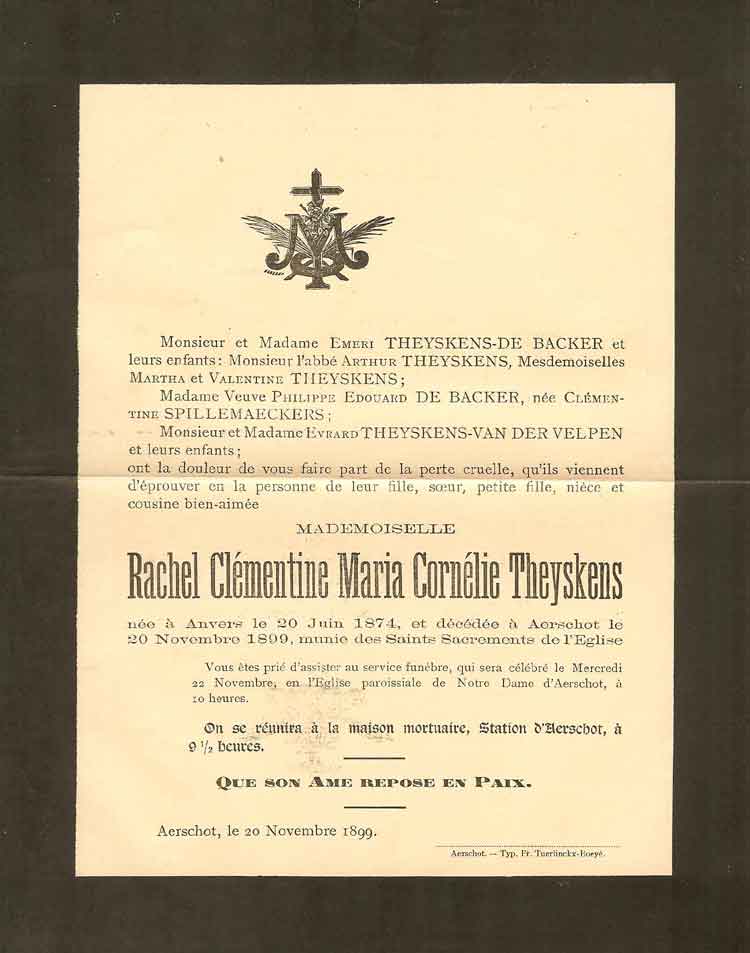 Monsieur et Madame Emeri THEYSKENS-DE BACKER et
leurs enfants: Monsieur l'abbé Arthur THEYSKENS, Mesdemoiselles
Martha et Valentine THEYSKENS;
Madame Veuve Philippe Edouard DE BACKER, née Clémen-
tine SPILLEMAECKERS;
Monsieur et Madame Evrard THEYSKENS-VAN DER VELPEN
et leurs enfants;
ont la douleur de vous faire part de la perte cruelle, qu'ils viennent
d'éprouver en la personne de leur fille, sœur, petite fille, nièce et
cousine bien-aimée
MADEMOISELLE
Rachel Clémentine Maria Cornélie Theyskens
née à Anvers le 20 Juin 1874, et décédée à Aerschot le
20 Novembre 1899, munie des Saints Sacrements de l'Eglise
Vous êtes prié d'assister au service funèbre, qui sera célébré le Mercredi
22 Novembre, en l'Eglise paroissiale de Notre Dame d'Aerschot, à
10 heures.
On se réunira à la maison mortuaire, Station d'Aerschot, à
9 1/2 heures.
Que son Ame repose en Paix.
Aerschot, le 20 Novembre 1899.
Aerschot. — Typ. Fr. Tuerlinckx-Boeyé.